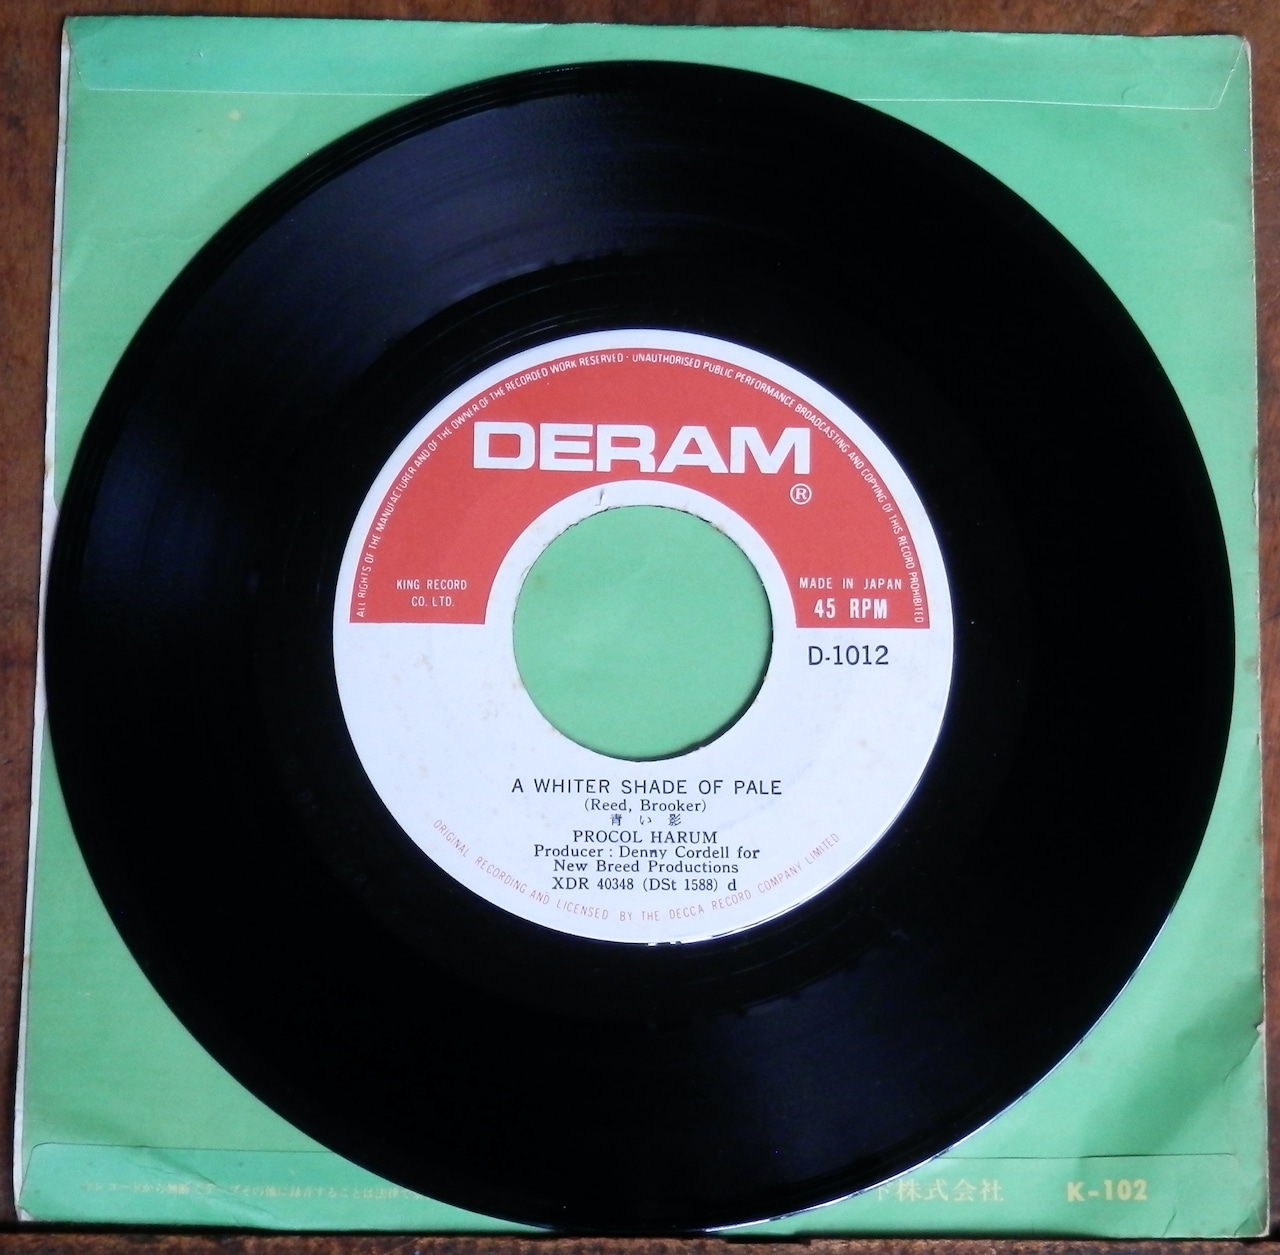 ALL RIGHTS OF THE MANUFACTURER AND OF THE OWNER OF THE RECORDED WORK RESERVED · UNAUTHORISED PUBLIC PERFORMANCE BROADCASTING AND COPYING OF THIS RECORD PROHIBITED
DERAM
®
KING RECORD
CO. LTD.
MADE IN JAPAN
45 RPM
D-1012
A WHITER SHADE OF PALE
(Reed, Brooker)
青い影
PROCOL HARUM
Producer : Denny Cordell for
New Breed Productions
XDR 40348 (DSt 1588) d
ORIGINAL RECORDING AND LICENSED BY THE DECCA RECORD COMPANY LIMITED
株式会社
K-102